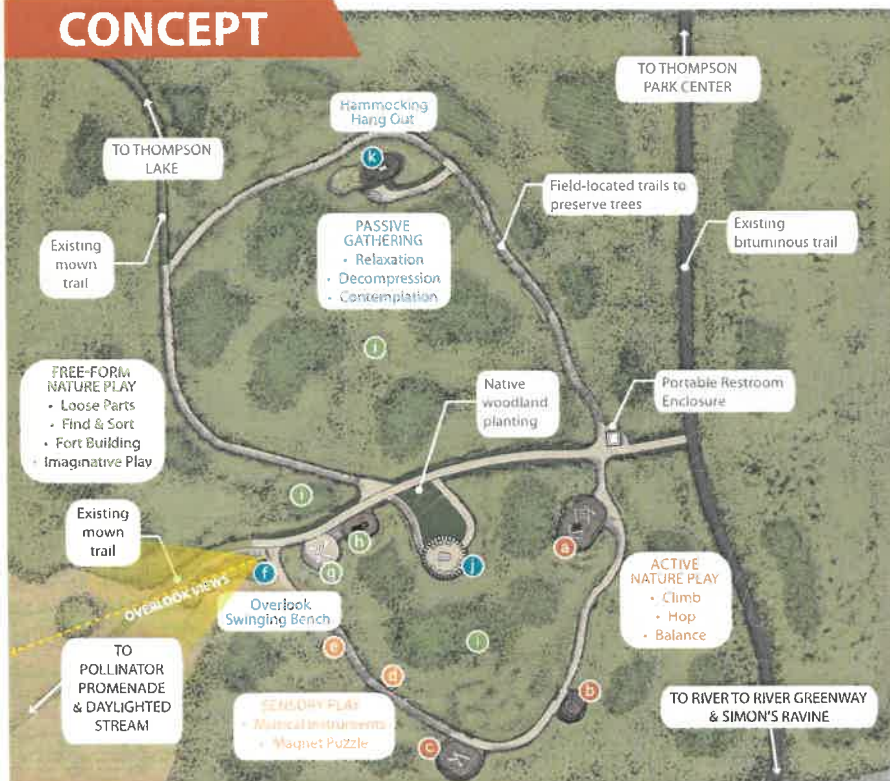 CONCEPT
TO THOMPSON
PARK CENTER
Hammocking
Hang Out
k
TO THOMPSON
LAKE
Field-located trails to
preserve trees
PASSIVE
GATHERING
• Relaxation
• Decompression
• Contemplation
Existing
bituminous trail
Existing
mown
trail
i
FREE-FORM
NATURE PLAY
• Loose Parts
• Find & Sort
• Fort Building
• Imaginative Play
Native
woodland
planting
Portable Restroom
Enclosure
i
Existing
mown
trail
h
a
g
j
f
OVERLOOK VIEWS
Overlook
Swinging Bench
ACTIVE
NATURE PLAY
• Climb
• Hop
• Balance
e
i
d
TO
POLLINATOR
PROMENADE
& DAYLIGHTED
STREAM
b
SENSORY PLAY
• Musical Instruments
• Magnet Puzzle
c
TO RIVER TO RIVER GREENWAY
& SIMON'S RAVINE